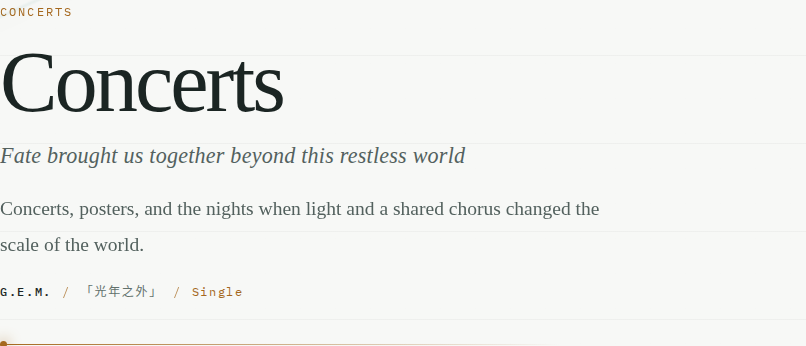 CONCERTS
Concerts
Fate brought us together beyond this restless world
Concerts, posters, and the nights when light and a shared chorus changed the
scale of the world.
G.E.M. / 「光年之外」 / Single